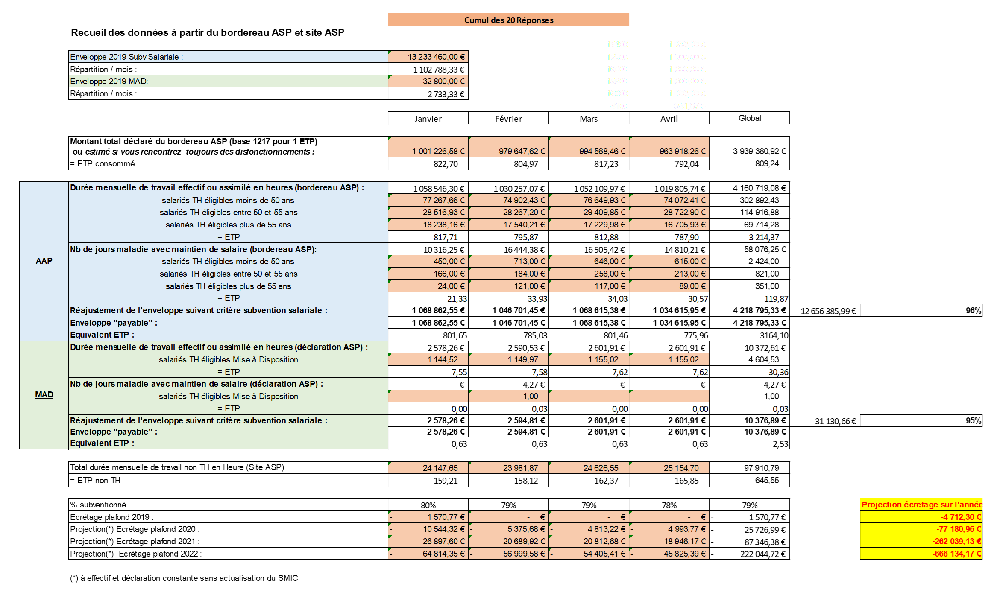 Cumul des 20 Réponses
Recueil des données à partir du bordereau ASP et site ASP
Enveloppe 2019 Subv Salariale : 13 233 460,00 €
Répartition / mois : 1 102 788,33 €
Enveloppe 2019 MAD: 32 800,00 €
Répartition / mois : 2 733,33 €
Janvier Février Mars Avril Global
Montant total déclaré du bordereau ASP (base 1217 pour 1 ETP)
ou estimé si vous rencontrez toujours des disfonctionnements : 1 001 226,58 € 979 647,62 € 994 568,46 € 963 918,26 € 3 939 360,92 €
= ETP consommé 822,70 804,97 817,23 792,04 809,24
Durée mensuelle de travail effectif ou assimilé en heures (bordereau ASP) : 1 058 546,30 € 1 030 257,07 € 1 052 109,97 € 1 019 805,74 € 4 160 719,08 €
salariés TH éligibles moins de 50 ans 77 267,66 € 74 902,43 € 76 649,93 € 74 072,41 € 302 892,43
salariés TH éligibles entre 50 et 55 ans 28 516,93 € 28 267,20 € 29 409,85 € 28 722,90 € 114 916,88
salariés TH éligibles plus de 55 ans 18 238,16 € 17 540,21 € 17 229,98 € 16 705,93 € 69 714,28
= ETP 817,71 795,87 812,88 787,90 3 214,37
Nb de jours maladie avec maintien de salaire (bordereau ASP): 10 316,25 € 16 444,38 € 16 505,42 € 14 810,21 € 58 076,25 €
AAP salariés TH éligibles moins de 50 ans 450,00 € 713,00 € 646,00 € 615,00 € 2 424,00
salariés TH éligibles entre 50 et 55 ans 166,00 € 184,00 € 258,00 € 213,00 € 821,00
salariés TH éligibles plus de 55 ans 24,00 € 121,00 € 117,00 € 89,00 € 351,00
= ETP 21,33 33,93 34,03 30,57 119,87
Réajustement de l'enveloppe suivant critère subvention salariale : 1 068 862,55 € 1 046 701,45 € 1 068 615,38 € 1 034 615,95 € 4 218 795,33 € 12 656 385,99 € 96%
Enveloppe "payable" : 1 068 862,55 € 1 046 701,45 € 1 068 615,38 € 1 034 615,95 € 4 218 795,33 €
Equivalent ETP : 801,65 785,03 801,46 775,96 3164,10
Durée mensuelle de travail effectif ou assimilé en heures (déclaration ASP) : 2 578,26 € 2 590,53 € 2 601,91 € 2 601,91 € 10 372,61 €
salariés TH éligibles Mise à Disposition 1 144,52 1 149,97 1 155,02 1 155,02 4 604,53
= ETP 7,55 7,58 7,62 7,62 30,36
Nb de jours maladie avec maintien de salaire (déclaration ASP) : - € 4,27 € - € - € 4,27 €
MAD salariés TH éligibles Mise à Disposition - 1,00 - - 1,00
= ETP 0,00 0,03 0,00 0,00 0,03
Réajustement de l'enveloppe suivant critère subvention salariale : 2 578,26 € 2 594,81 € 2 601,91 € 2 601,91 € 10 376,89 € 31 130,66 € 95%
Enveloppe "payable" : 2 578,26 € 2 594,81 € 2 601,91 € 2 601,91 € 10 376,89 €
Equivalent ETP : 0,63 0,63 0,63 0,63 2,53
Total durée mensuelle de travail non TH en Heure (Site ASP) 24 147,65 23 981,87 24 626,55 25 154,70 97 910,79
= ETP non TH 159,21 158,12 162,37 165,85 645,55
% subventionné 80% 79% 79% 78% 79% Projection écrêtage sur l'année
Ecrétage plafond 2019 : - 1 570,77 € - € - € - € - 1 570,77 € -4 712,30 €
Projection(*) Ecrétage plafond 2020 : - 10 544,32 € - 5 375,68 € - 4 813,22 € - 4 993,77 € - 25 726,99 € -77 180,96 €
Projection(*) Ecrétage plafond 2021 : - 26 897,60 € - 20 689,92 € - 20 812,68 € - 18 946,17 € - 87 346,38 € -262 039,13 €
Projection(*) Ecrétage plafond 2022 : - 64 814,35 € - 56 999,58 € - 54 405,41 € - 45 825,39 € - 222 044,72 € -666 134,17 €
(*) à effectif et déclaration constante sans actualisation du SMIC